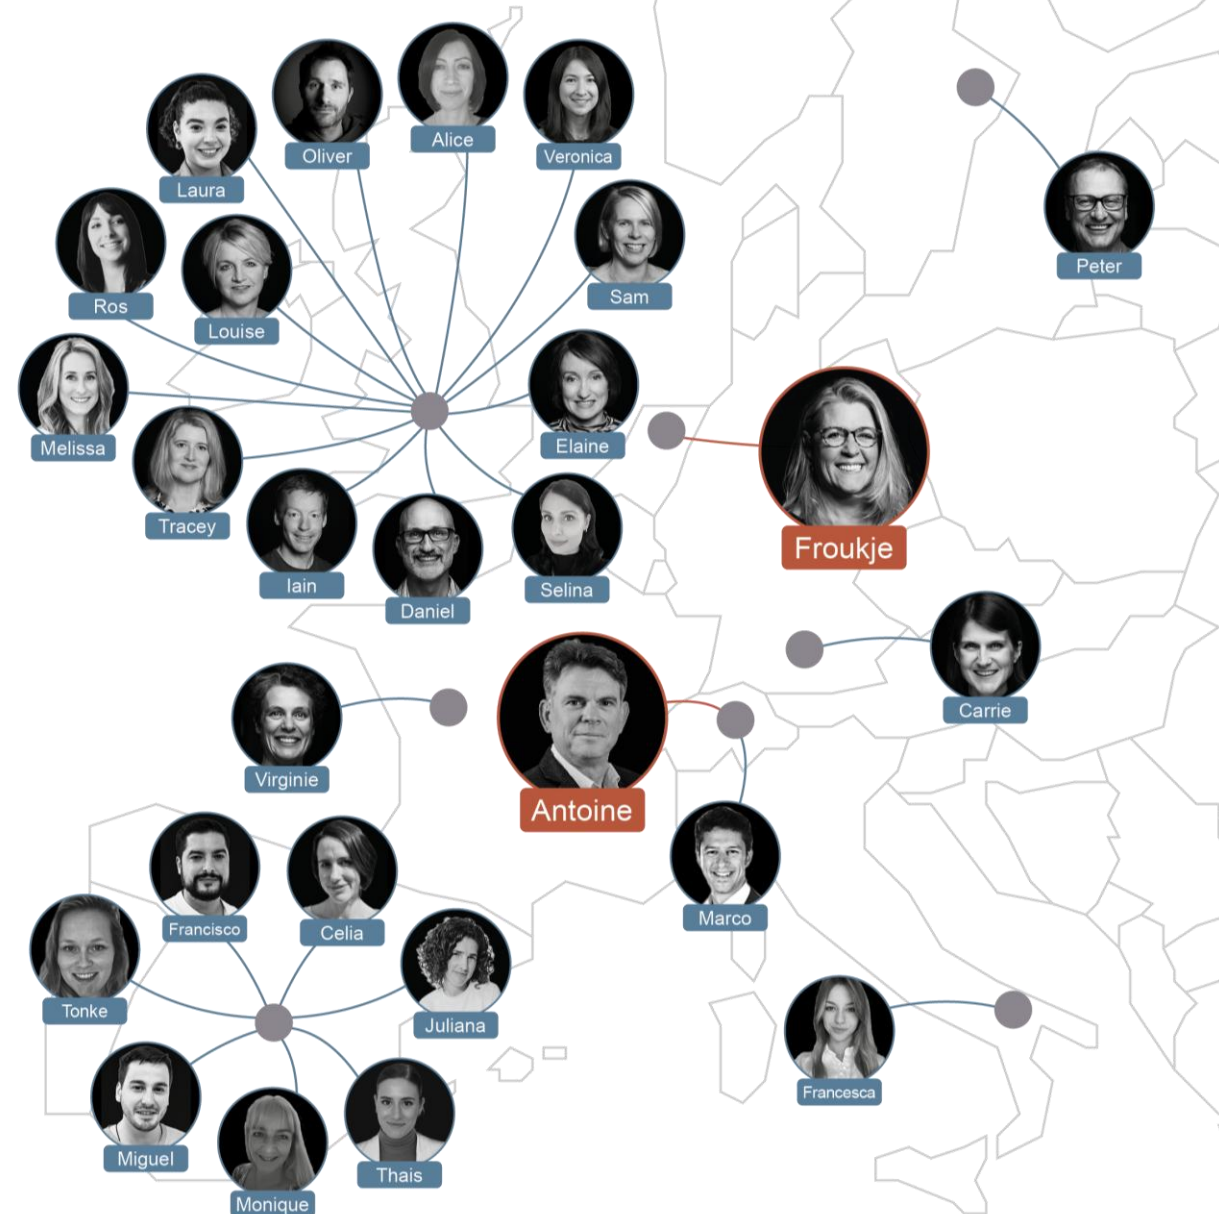 Oliver
Alice
Veronica
Laura
Peter
Ros
Louise
Sam
Melissa
Elaine
Tracey
Froukje
Iain
Selina
Daniel
Carrie
Virginie
Antoine
Marco
Francisco
Celia
Tonke
Juliana
Francesca
Miguel
Thais
Monique